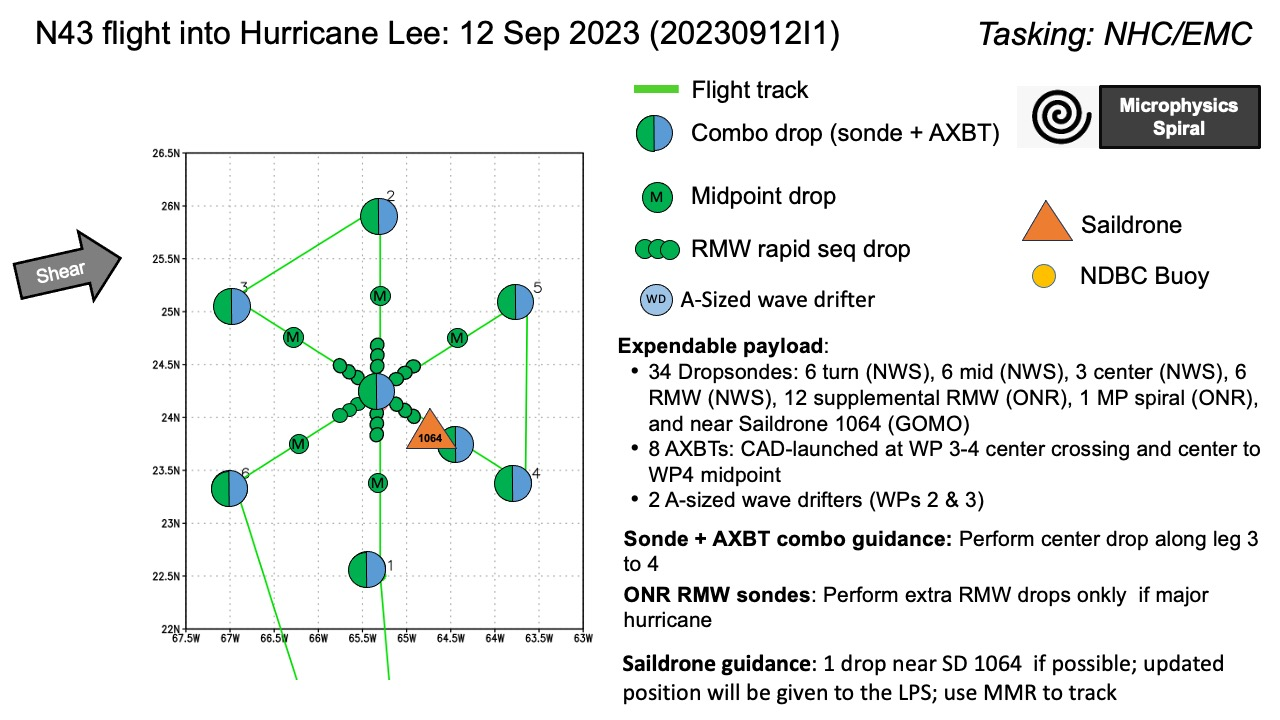 N43 flight into Hurricane Lee: 12 Sep 2023 (20230912I1)
Tasking: NHC/EMC
Flight track
Combo drop (sonde + AXBT)
Microphysics
Spiral
M
Midpoint drop
RMW rapid seq drop
Saildrone
WD
A-Sized wave drifter
NDBC Buoy
Shear
26.5N
26N
25.5N
25N
24.5N
24N
23.5N
23N
22.5N
22N
67.5W 67W 66.5W 66W 65.5W 65W 64.5W 64W 63.5W 63W
2
3
5
M
M
M
1064
M
6
4
M
1
Expendable payload:
• 34 Dropsondes: 6 turn (NWS), 6 mid (NWS), 3 center (NWS), 6
RMW (NWS), 12 supplemental RMW (ONR), 1 MP spiral (ONR),
and near Saildrone 1064 (GOMO)
• 8 AXBTs: CAD-launched at WP 3-4 center crossing and center to
WP4 midpoint
• 2 A-sized wave drifters (WPs 2 & 3)
Sonde + AXBT combo guidance: Perform center drop along leg 3
to 4
ONR RMW sondes: Perform extra RMW drops onkly if major
hurricane
Saildrone guidance: 1 drop near SD 1064 if possible; updated
position will be given to the LPS; use MMR to track